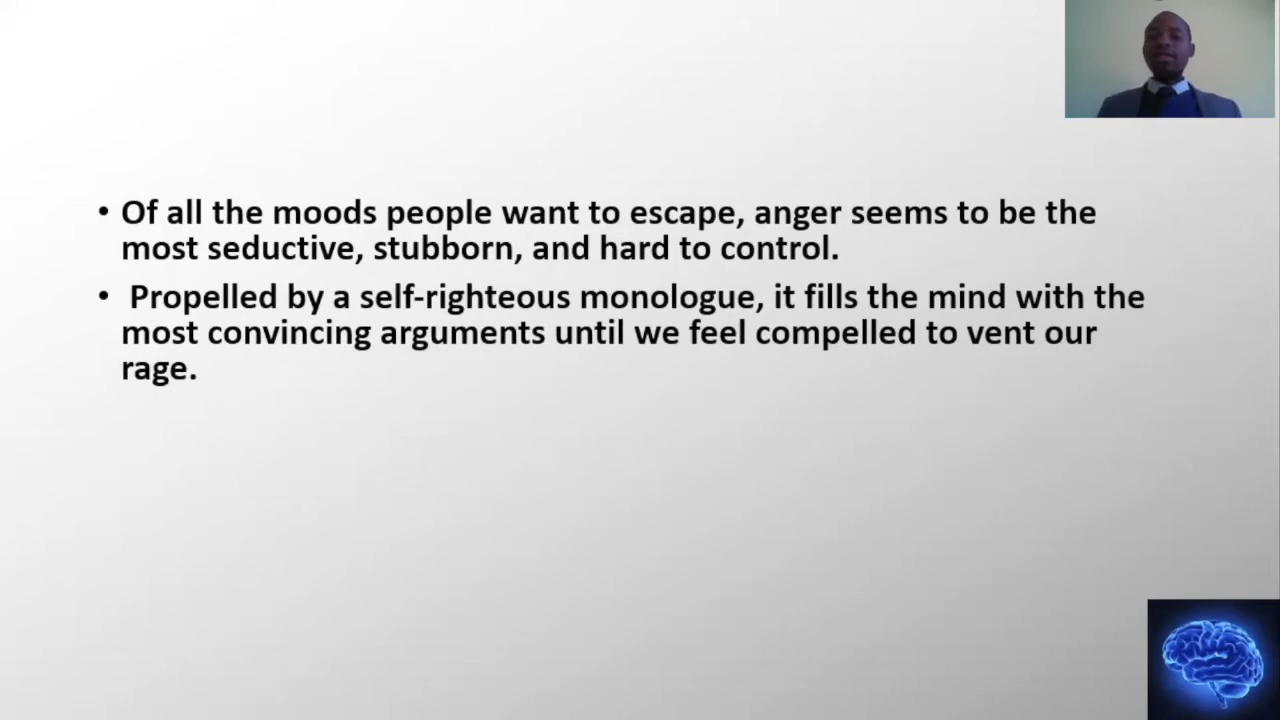 • Of all the moods people want to escape, anger seems to be the
most seductive, stubborn, and hard to control.
• Propelled by a self-righteous monologue, it fills the mind with the
most convincing arguments until we feel compelled to vent our
rage.